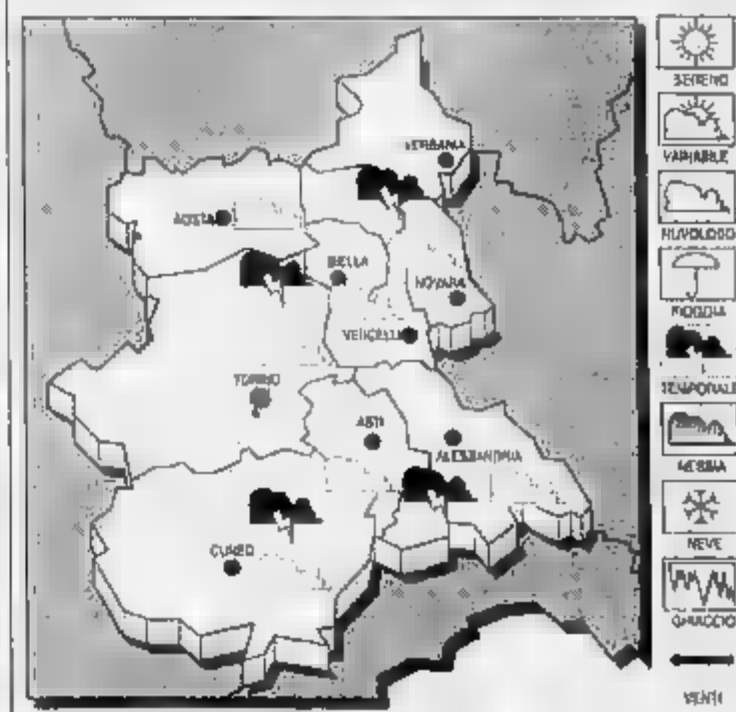 VERBANIA
AOSTA
BIELLA
NOVARA
VERCELLI
TORINO
ASTI
ALESSANDRIA
CUNEO
SERENO
VARIABILE
NUVOLOSO
PIOGGIA
TEMPORALE
NEBBIA
NEVE
GHIACCIO
VENTI